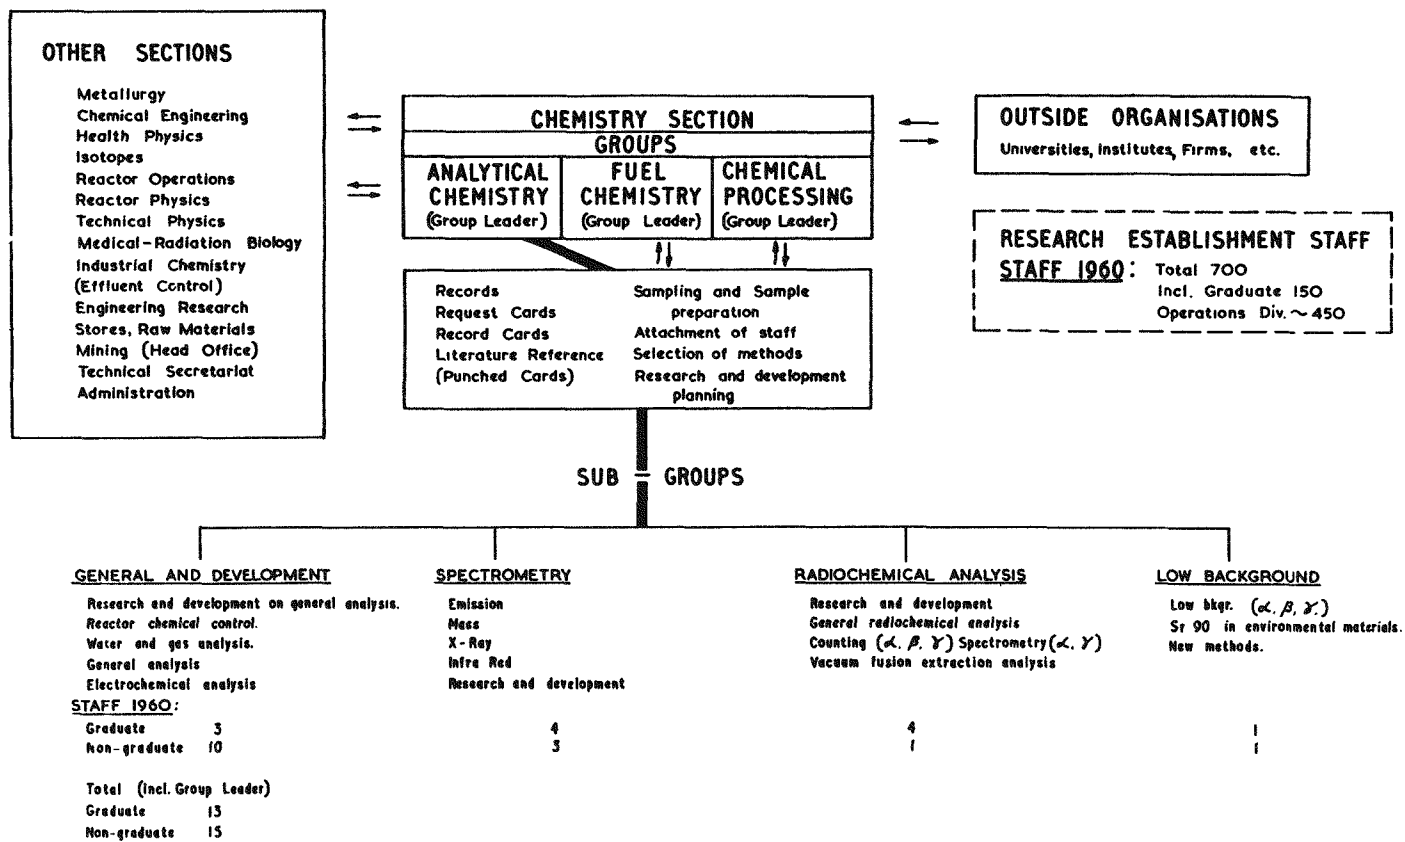 OTHER SECTIONS
Metallurgy
Chemical Engineering
Health Physics
Isotopes
Reactor Operations
Reactor Physics
Technical Physics
Medical-Radiation Biology
Industrial Chemistry
(Effluent Control)
Engineering Research
Stores, Raw Materials
Mining (Head Office)
Technical Secretariat
Administration
CHEMISTRY SECTION
GROUPS
ANALYTICAL
CHEMISTRY
(Group Leader)
FUEL
CHEMISTRY
(Group Leader)
CHEMICAL
PROCESSING
(Group Leader)
OUTSIDE ORGANISATIONS
Universities, Institutes, Firms, etc.
RESEARCH ESTABLISHMENT STAFF
STAFF 1960: Total 700
Incl. Graduate 150
Operations Div. ~ 450
Records
Request Cards
Record Cards
Literature Reference
(Punched Cards)
Sampling and Sample
preparation
Attachment of staff
Selection of methods
Research and development
planning
SUB - GROUPS
GENERAL AND DEVELOPMENT
Research and development on general analysis.
Reactor chemical control.
Water and gas analysis.
General analysis
Electrochemical analysis
STAFF 1960:
Graduate 3
Non-graduate 10
Total (Incl. Group Leader)
Graduate 13
Non-graduate 15
SPECTROMETRY
Emission
Mass
X-Ray
Infra Red
Research and development
4
3
RADIOCHEMICAL ANALYSIS
Research and development
General radiochemical analysis
Counting (α, β, γ) Spectrometry (α, γ)
Vacuum fusion extraction analysis
4
1
LOW BACKGROUND
Low bkgr. (α, β, γ.)
Sr 90 in environmental materials.
New methods.
1
1